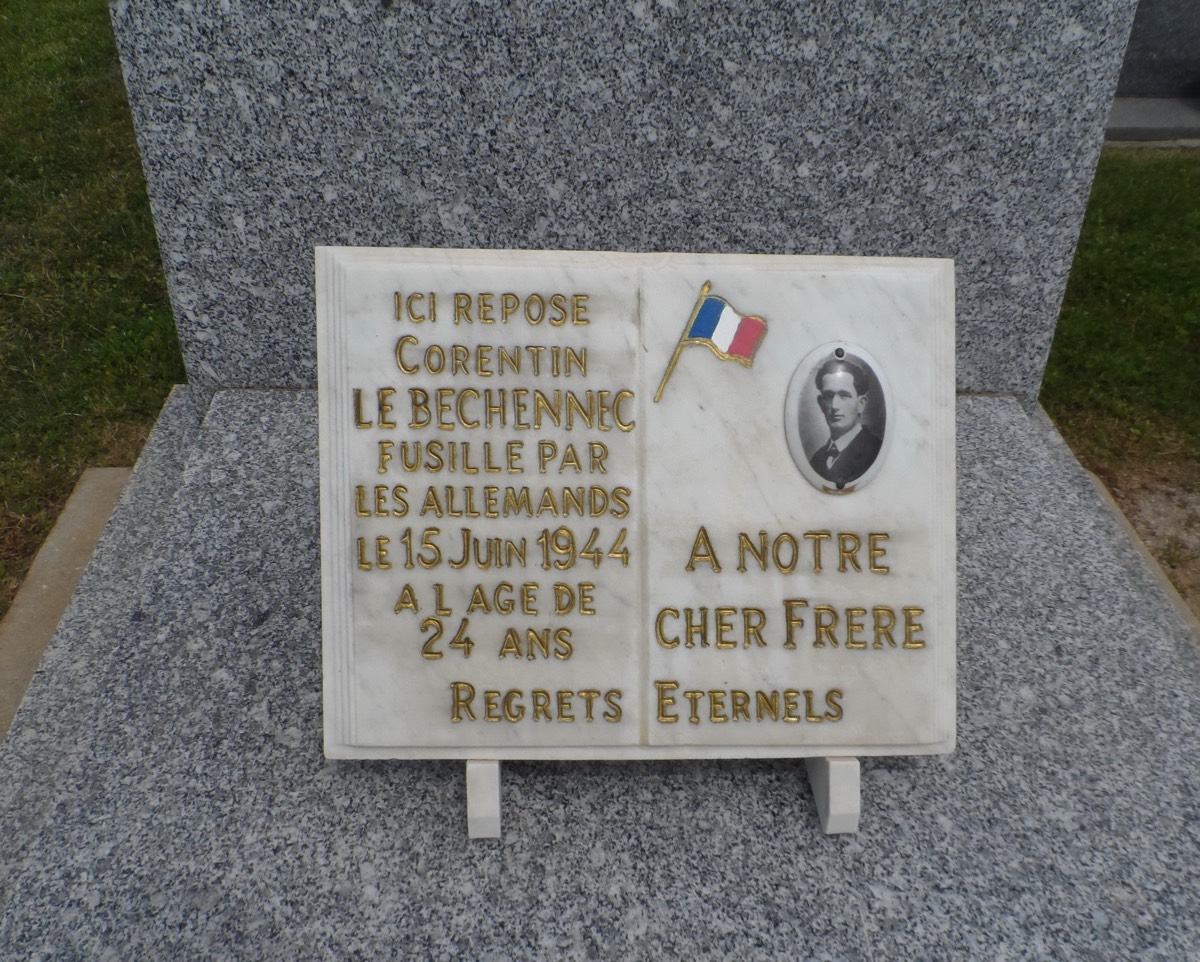 ICI REPOSE
CORENTIN
LE BECHENNEC
FUSILLE PAR
LES ALLEMANDS
LE 15 JUIN 1944
A L AGE DE
24 ANS
A NOTRE
CHER FRERE
REGRETS ETERNELS